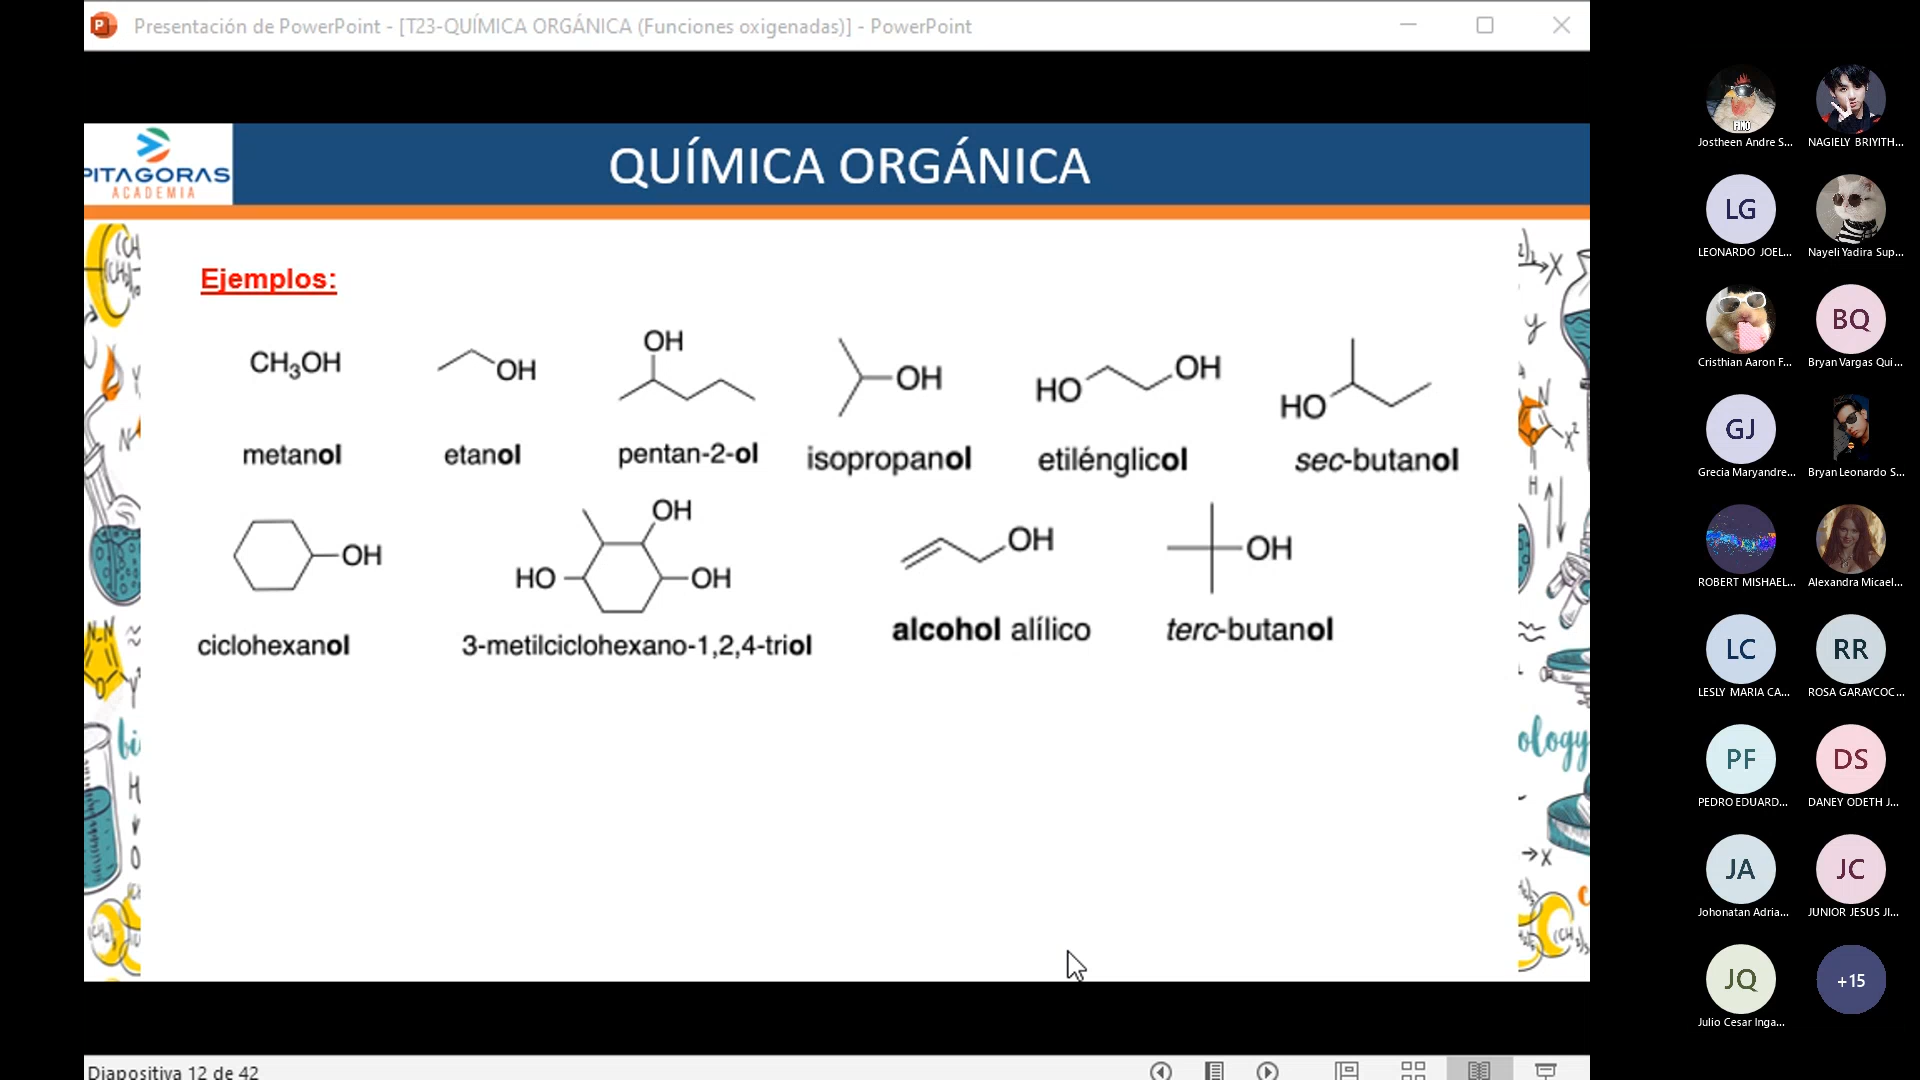 Presentación de PowerPoint - [T23-QUÍMICA ORGÁNICA (Funciones oxigenadas)] - PowerPoint
PITAGORAS
ACADEMIA
QUÍMICA ORGÁNICA
Ejemplos:
CH₃OH
OH
OH
OH
HO
OH
HO
metanol
etanol
pentan-2-ol
isopropanol
etilénglicol
sec-butanol
OH
HO
OH
OH
OH
OH
ciclohexanol
3-metilciclohexano-1,2,4-triol
alcohol alílico
terc-butanol
ology
Diapositiva 12 de 42
FINO
Jostheen Andre S...
NAGIELY BRIYITH...
LG
LEONARDO JOEL...
Nayeli Yadira Sup...
Cristhian Aaron F...
BQ
Bryan Vargas Qui...
GJ
Grecia Maryandre...
Bryan Leonardo S...
ROBERT MISHAEL...
Alexandra Micael...
LC
LESLY MARIA CA...
RR
ROSA GARAYCOC...
PF
PEDRO EDUARD...
DS
DANEY ODETH J...
JA
Johonatan Adria...
JC
JUNIOR JESUS JI...
JQ
Julio Cesar Inga...
+15